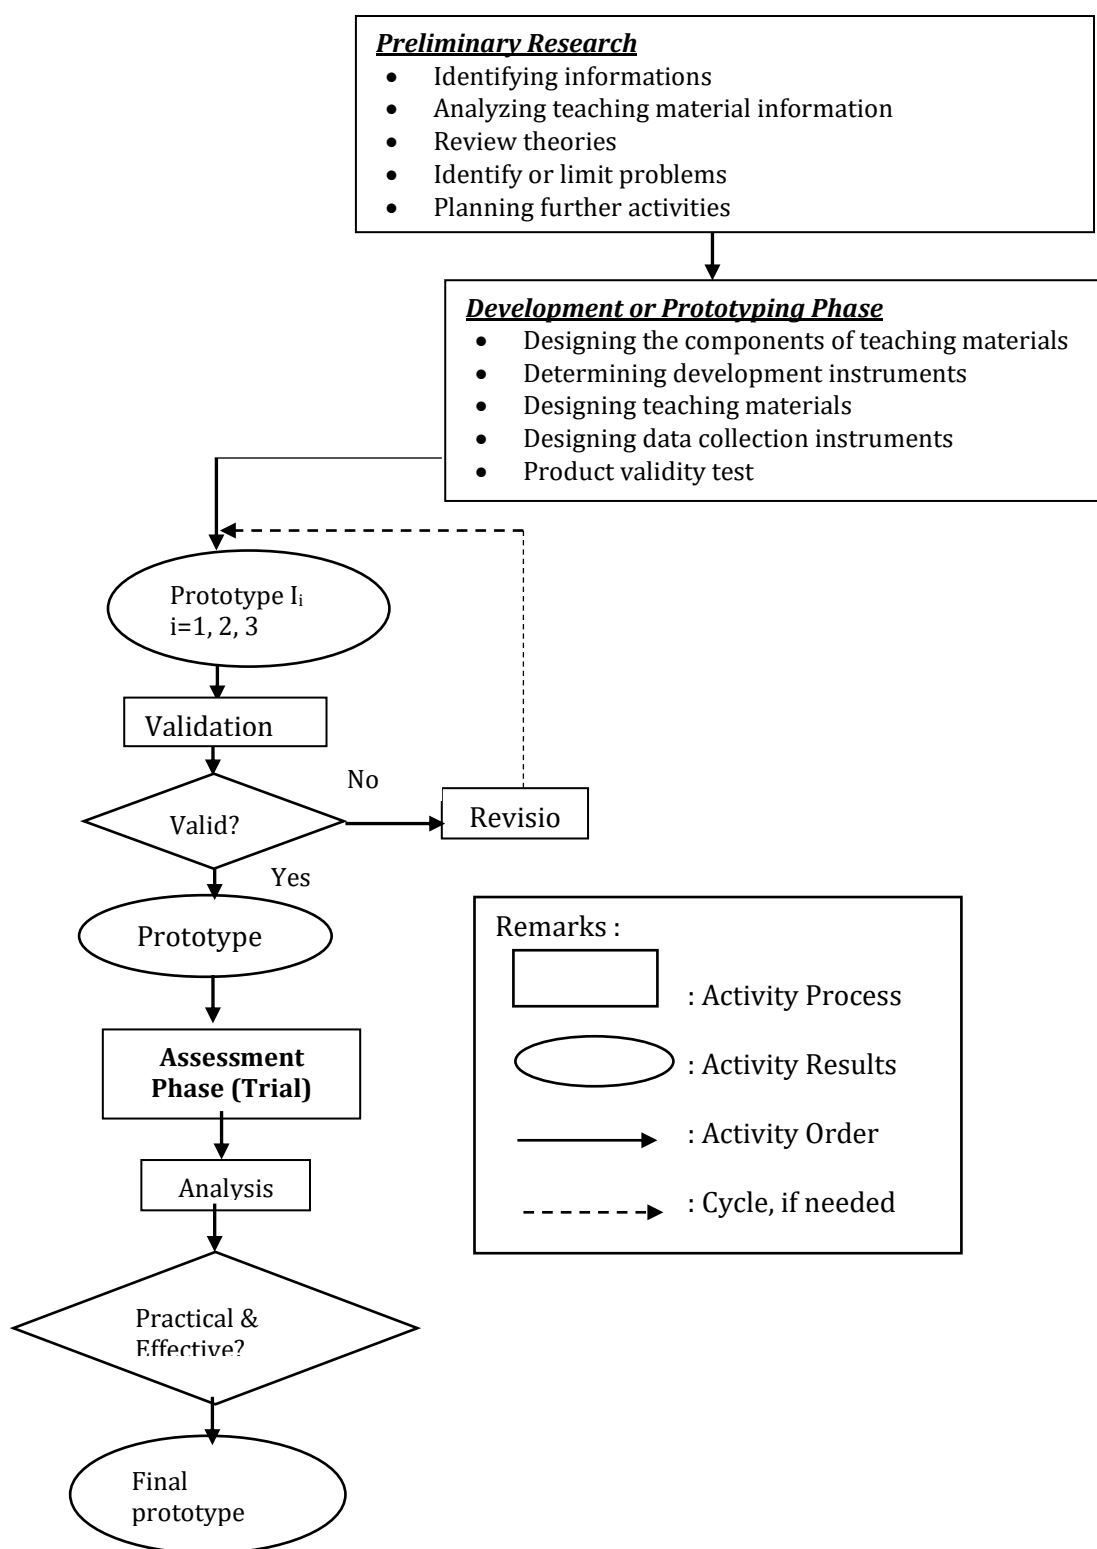 Preliminary Research
• Identifying informations
• Analyzing teaching material information
• Review theories
• Identify or limit problems
• Planning further activities
Development or Prototyping Phase
• Designing the components of teaching materials
• Determining development instruments
• Designing teaching materials
• Designing data collection instruments
• Product validity test
Prototype Iᵢ
i=1, 2, 3
Validation
No
Valid?
Revisio
Yes
Prototype
Remarks :
: Activity Process
: Activity Results
: Activity Order
: Cycle, if needed
Assessment
Phase (Trial)
Analysis
Practical &
Effective?
Final
prototype